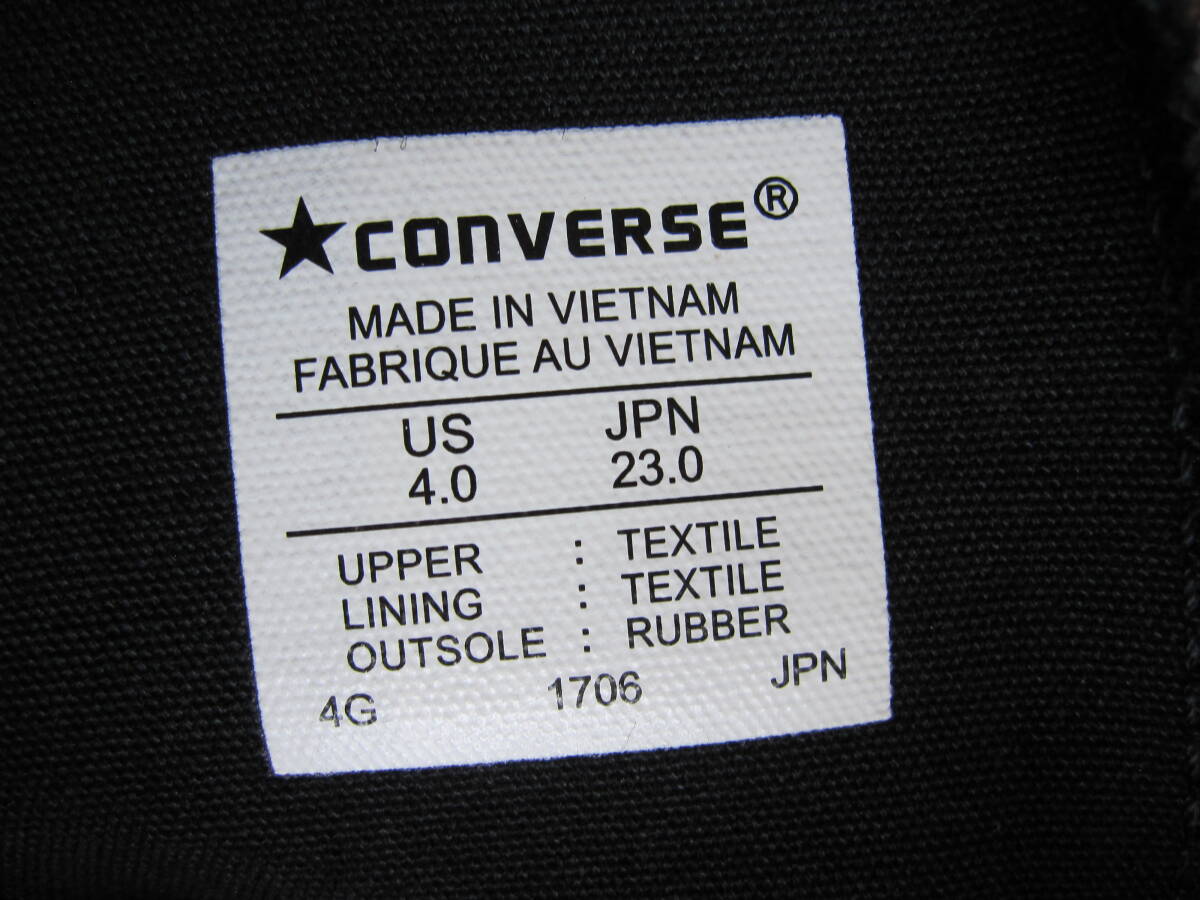 ★CONVERSE®
MADE IN VIETNAM
FABRIQUE AU VIETNAM
US JPN
4.0 23.0
UPPER : TEXTILE
LINING : TEXTILE
OUTSOLE : RUBBER
4G 1706 JPN